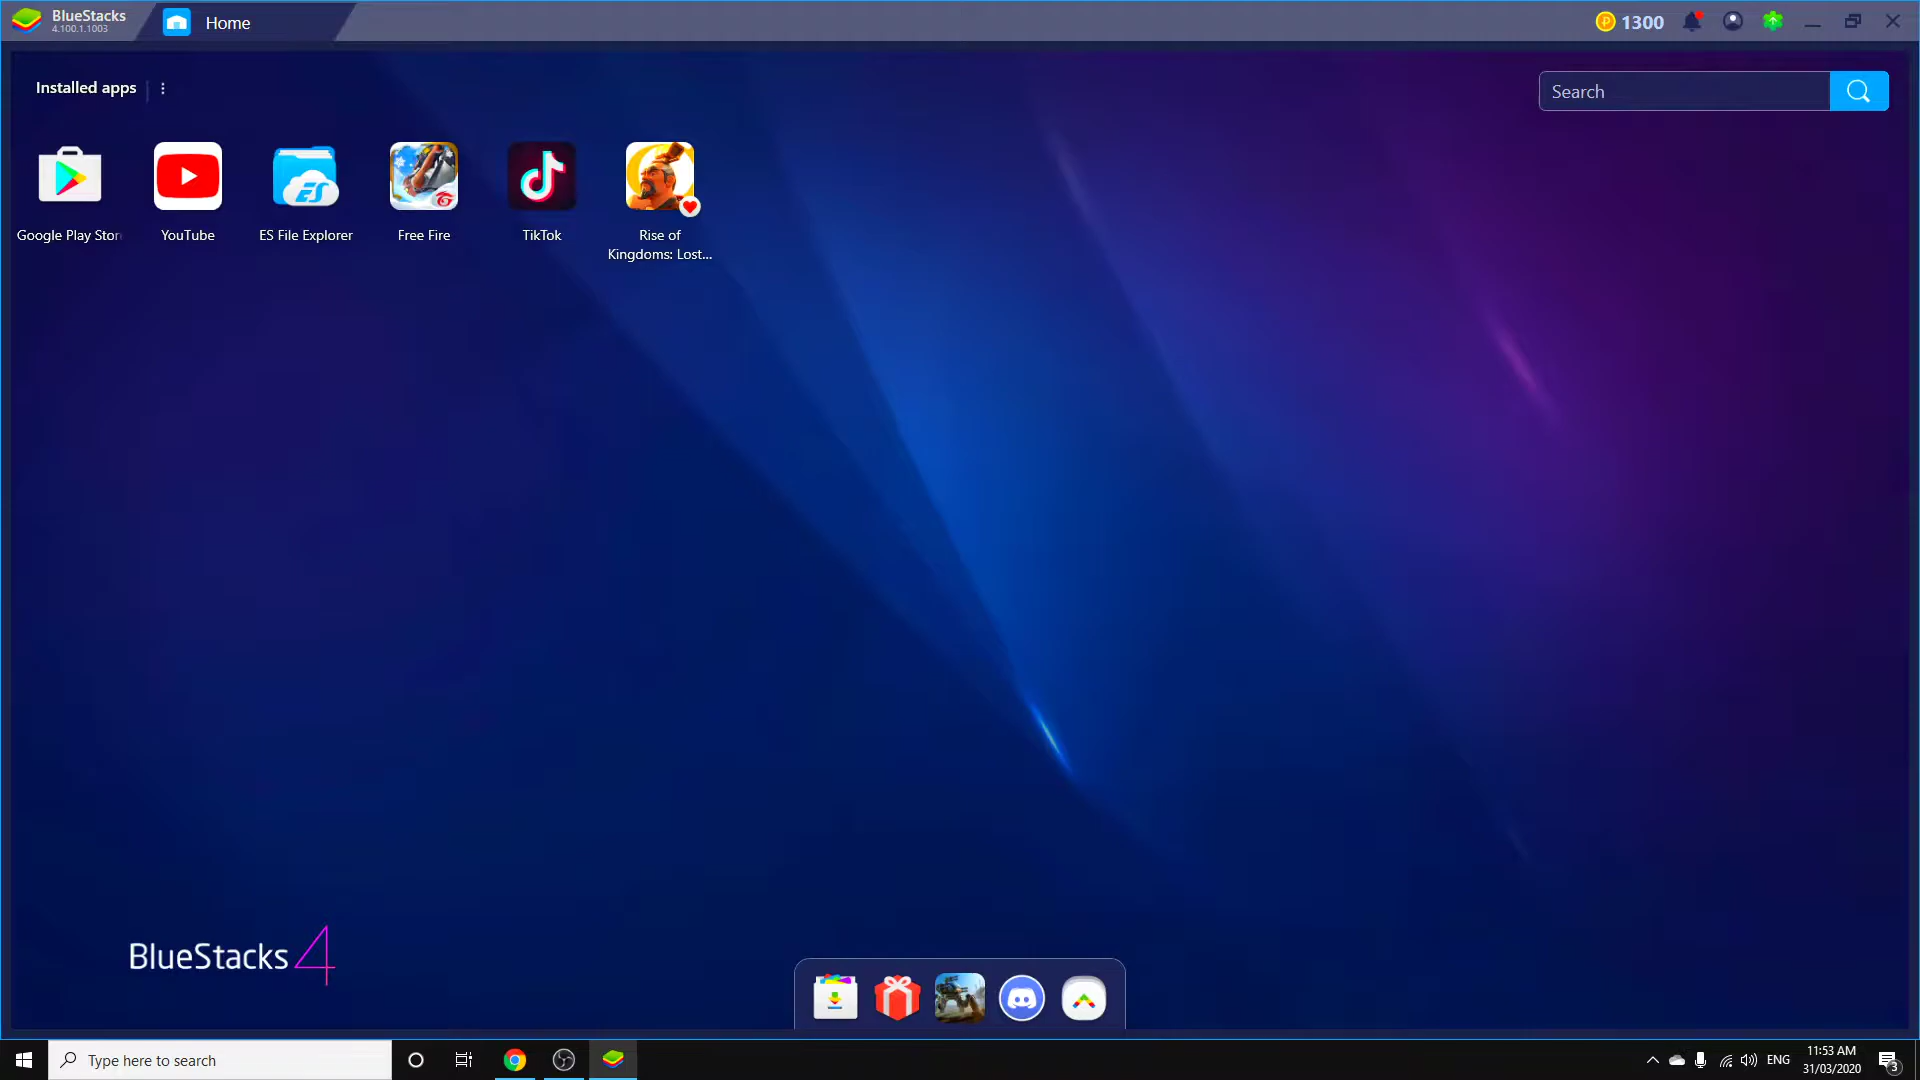 BlueStacks
4.100.1.1003
Home
1300
Installed apps
Search
Google Play Stor
YouTube
ES File Explorer
Free Fire
TikTok
Rise of
Kingdoms: Lost...
BlueStacks 4
Type here to search
ENG
11:53 AM
31/03/2020
3